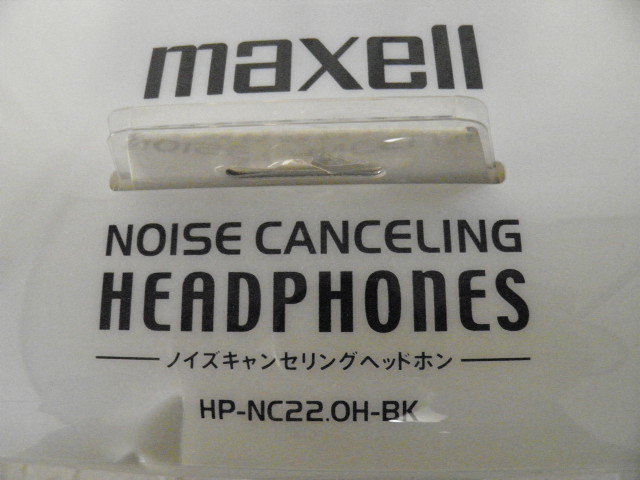 maxell
NOISE CANCELING
HEADPHONES
ノイズキャンセリングヘッドホン
HP-NC22.OH-BK